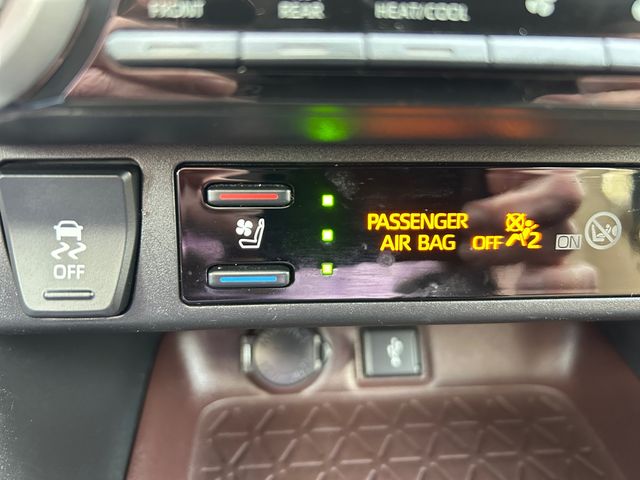 FRONT
REAR
HEAT/COOL
OFF
PASSENGER
AIR BAG OFF 2 ON